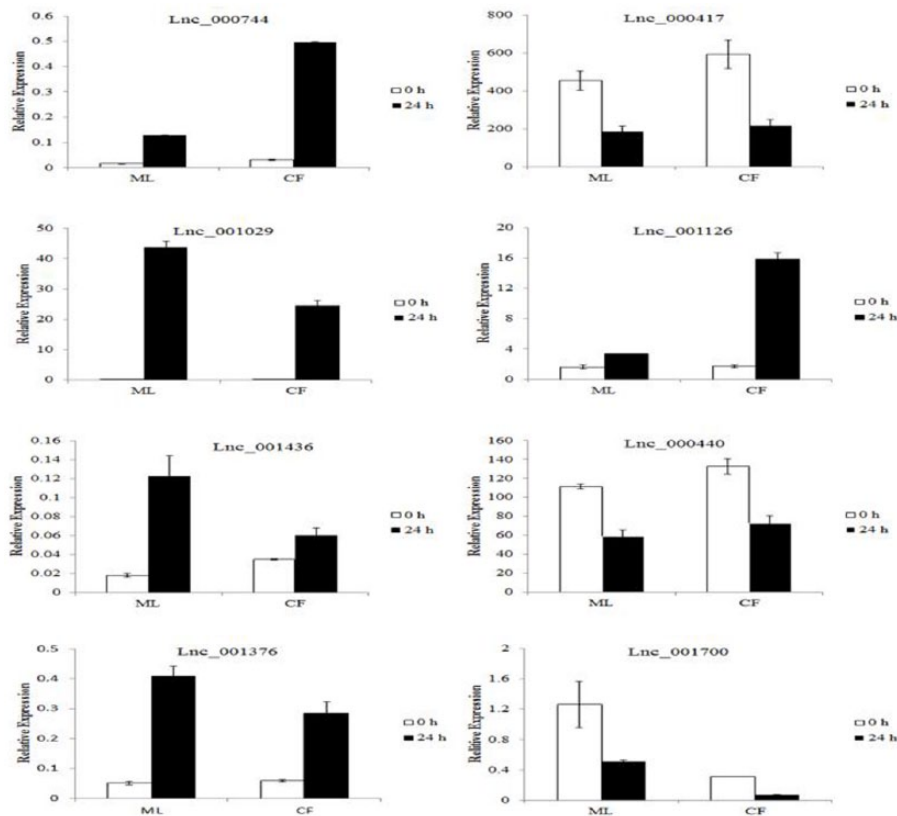 Lnc_000744
Relative Expression
0.6
0.5
0.4
0.3
0.2
0.1
0
ML CF
0 h
24 h
Lnc_000417
Relative Expression
800
600
400
200
0
ML CF
0 h
24 h
Lnc_001029
Relative Expression
50
40
30
20
10
0
ML CF
0 h
24 h
Lnc_001126
Relative Expression
20
16
12
8
4
0
ML CF
0 h
24 h
Lnc_001436
Relative Expression
0.16
0.14
0.12
0.1
0.08
0.06
0.04
0.02
0
ML CF
0 h
24 h
Lnc_000440
Relative Expression
160
140
120
100
80
60
40
20
0
ML CF
0 h
24 h
Lnc_001376
Relative Expression
0.5
0.4
0.3
0.2
0.1
0
ML CF
0 h
24 h
Lnc_001700
Relative Expression
2
1.6
1.2
0.8
0.4
0
ML CF
0 h
24 h